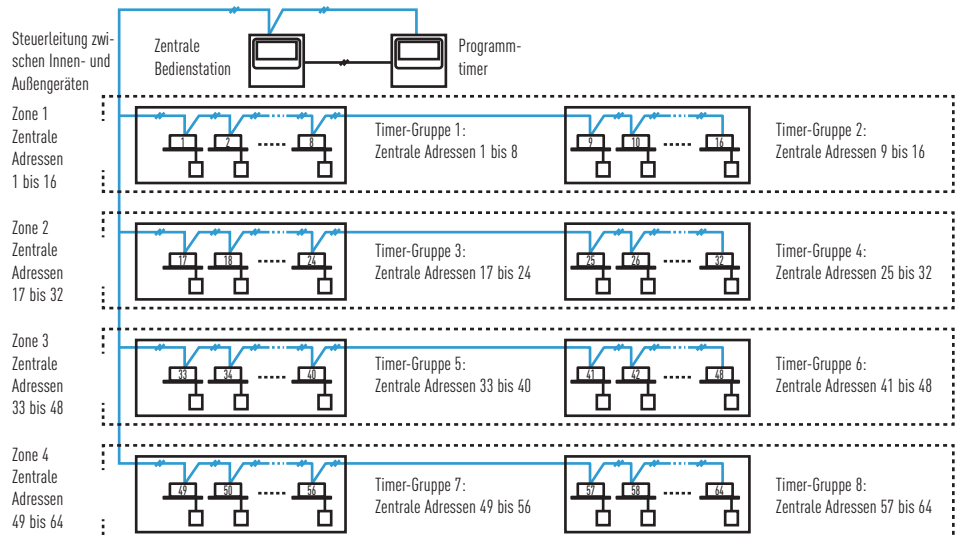 Steuerleitung zwi-
schen Innen- und
Außengeräten
Zentrale
Bedienstation
Programm-
timer
Zone 1
Zentrale
Adressen
1 bis 16
1 2 8
Timer-Gruppe 1:
Zentrale Adressen 1 bis 8
9 10 16
Timer-Gruppe 2:
Zentrale Adressen 9 bis 16
Zone 2
Zentrale
Adressen
17 bis 32
17 18 24
Timer-Gruppe 3:
Zentrale Adressen 17 bis 24
25 26 32
Timer-Gruppe 4:
Zentrale Adressen 25 bis 32
Zone 3
Zentrale
Adressen
33 bis 48
33 34 40
Timer-Gruppe 5:
Zentrale Adressen 33 bis 40
41 42 48
Timer-Gruppe 6:
Zentrale Adressen 41 bis 48
Zone 4
Zentrale
Adressen
49 bis 64
49 50 56
Timer-Gruppe 7:
Zentrale Adressen 49 bis 56
57 58 64
Timer-Gruppe 8:
Zentrale Adressen 57 bis 64